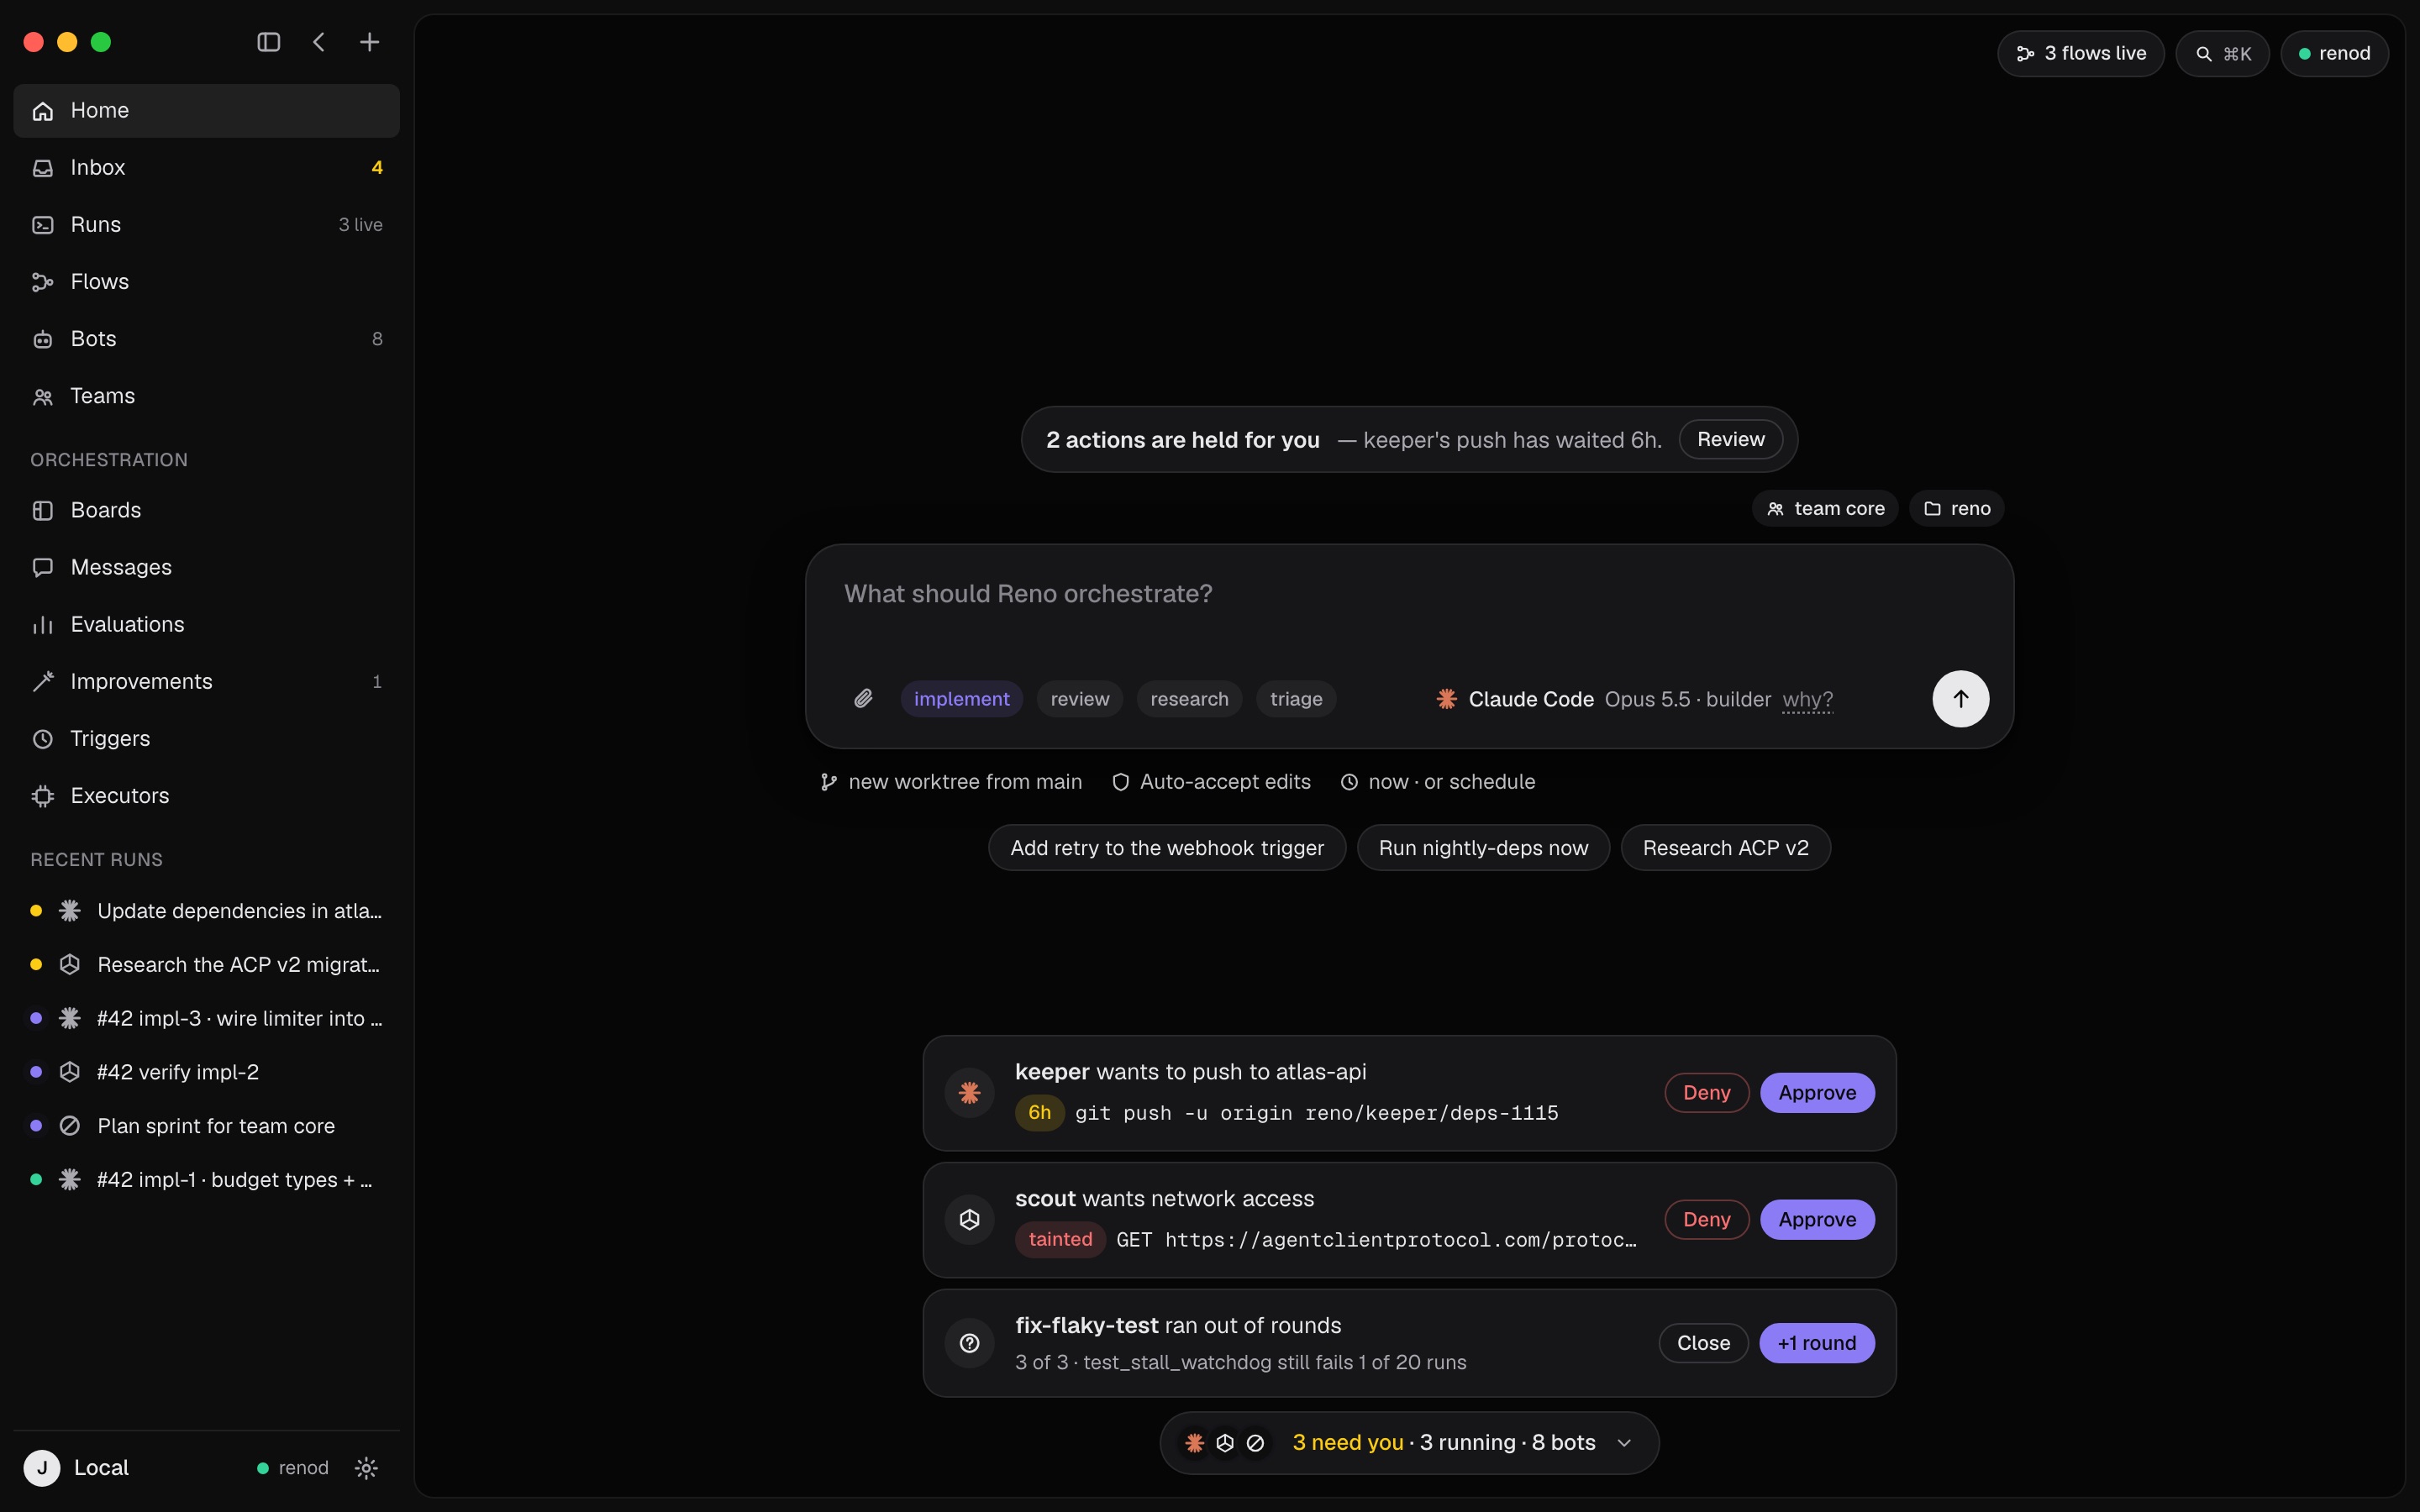 Home
Inbox 4
Runs 3 live
Flows
Bots 8
Teams
ORCHESTRATION
Boards
Messages
Evaluations
Improvements 1
Triggers
Executors
RECENT RUNS
Update dependencies in atla…
Research the ACP v2 migrat…
#42 impl-3 · wire limiter into …
#42 verify impl-2
Plan sprint for team core
#42 impl-1 · budget types + …
J Local renod
3 flows live ⌘K renod
2 actions are held for you — keeper's push has waited 6h. Review
team core reno
What should Reno orchestrate?
implement review research triage Claude Code Opus 5.5 · builder why?
new worktree from main Auto-accept edits now · or schedule
Add retry to the webhook trigger Run nightly-deps now Research ACP v2
keeper wants to push to atlas-api
6h git push -u origin reno/keeper/deps-1115
Deny Approve
scout wants network access
tainted GET https://agentclientprotocol.com/protoc…
Deny Approve
fix-flaky-test ran out of rounds
3 of 3 · test_stall_watchdog still fails 1 of 20 runs
Close +1 round
3 need you · 3 running · 8 bots